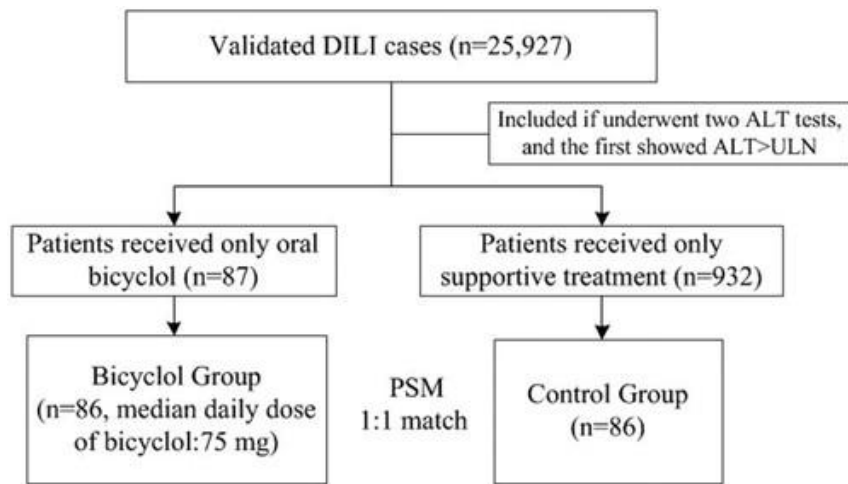 Validated DILI cases (n=25,927)
Included if underwent two ALT tests,
and the first showed ALT>ULN
Patients received only oral
bicyclol (n=87)
Patients received only
supportive treatment (n=932)
Bicyclol Group
(n=86, median daily dose
of bicyclol:75 mg)
PSM
1:1 match
Control Group
(n=86)